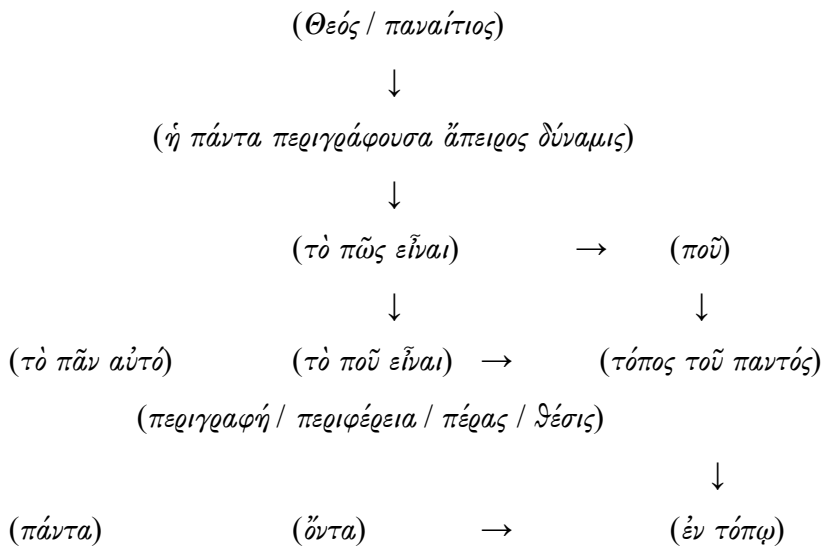 (Θεός / παναίτιος)
↓
(ἡ πάντα περιγράφουσα ἄπειρος δύναμις)
↓
(τὸ πῶς εἶναι) → (ποῦ)
↓ ↓
(τὸ πᾶν αὐτό) (τὸ ποῦ εἶναι) → (τόπος τοῦ παντός)
(περιγραφή / περιφέρεια / πέρας / θέσις)
↓
(πάντα) (ὄντα) → (ἐν τόπῳ)